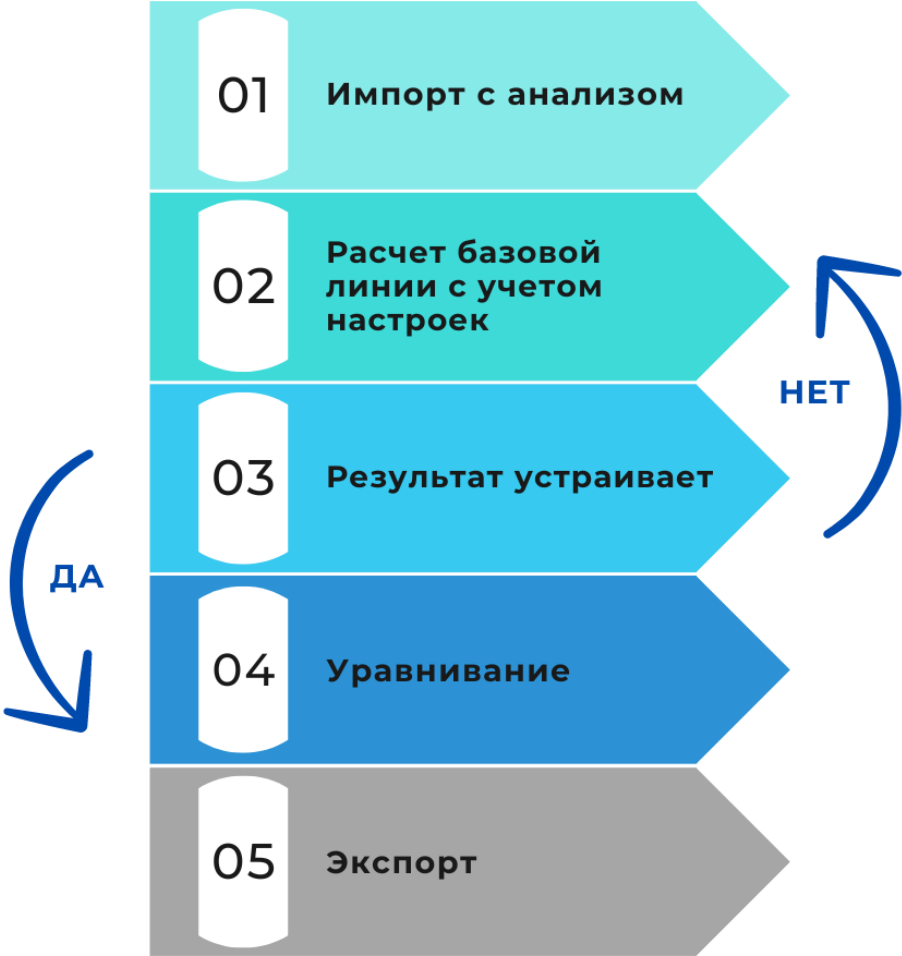 01
Импорт с анализом
02
Расчет базовой
линии с учетом
настроек
НЕТ
03
Результат устраивает
ДА
04
Уравнивание
05
Экспорт